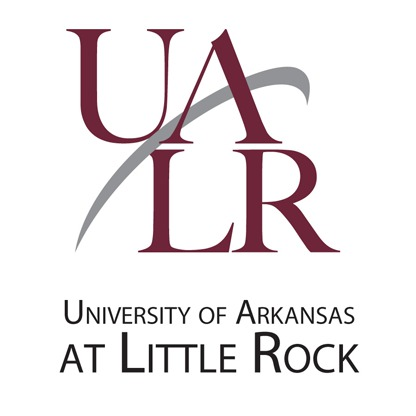 UA
LR
University of Arkansas
at Little Rock